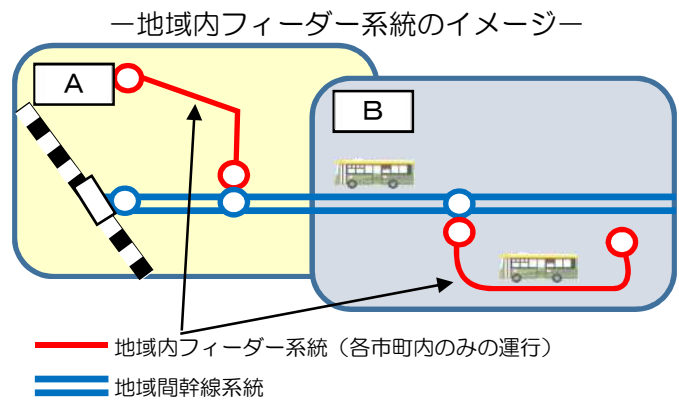 ―地域内フィーダー系統のイメージ―
A
B
地域内フィーダー系統（各市町内のみの運行）
地域間幹線系統